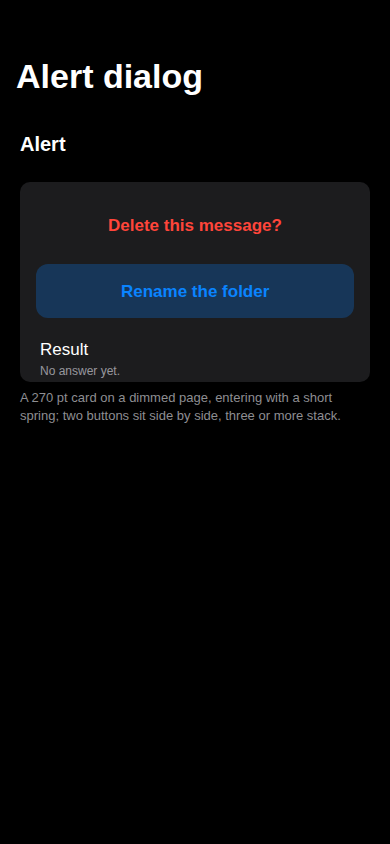 Alert dialog
Alert
Delete this message?
Rename the folder
Result
No answer yet.
A 270 pt card on a dimmed page, entering with a short
spring; two buttons sit side by side, three or more stack.